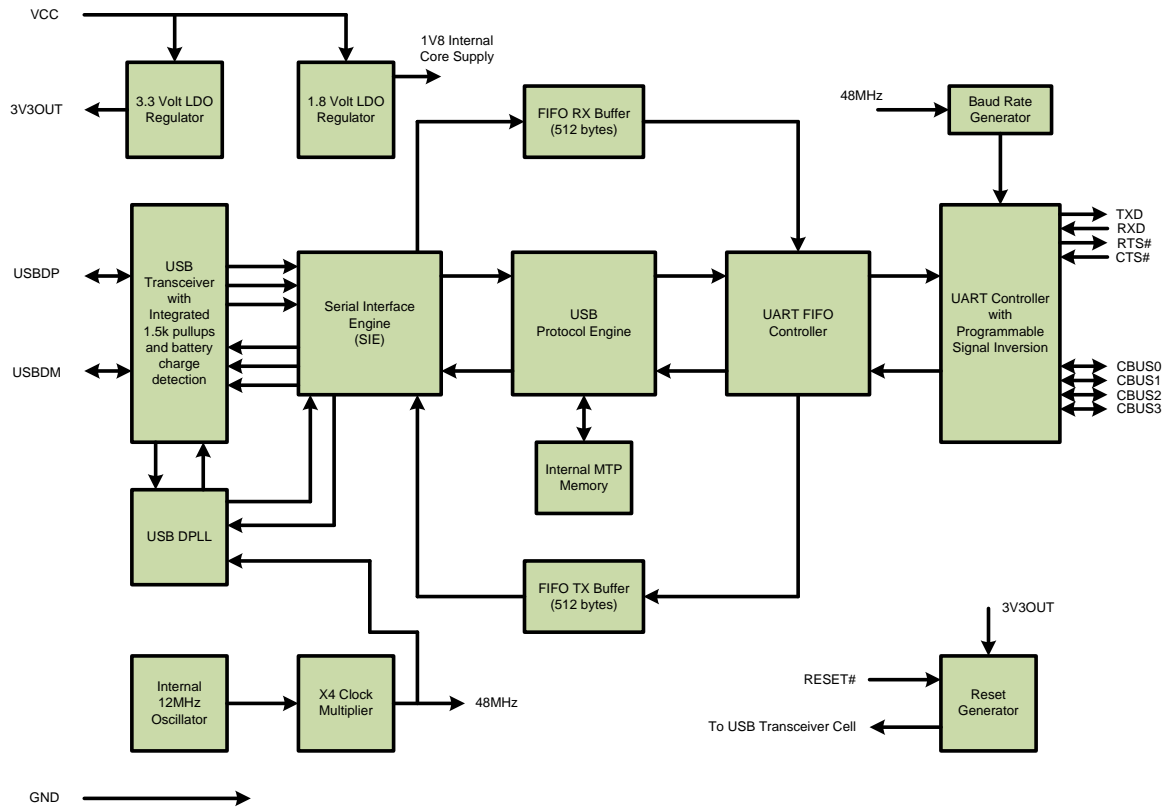 VCC
1V8 Internal
Core Supply
3V3OUT
3.3 Volt LDO
Regulator
1.8 Volt LDO
Regulator
FIFO RX Buffer
(512 bytes)
48MHz
Baud Rate
Generator
USBDP
USBDM
USB
Transceiver
with
Integrated
1.5k pullups
and battery
charge
detection
Serial Interface
Engine
(SIE)
USB
Protocol Engine
UART FIFO
Controller
UART Controller
with
Programmable
Signal Inversion
TXD
RXD
RTS#
CTS#
CBUS0
CBUS1
CBUS2
CBUS3
Internal MTP
Memory
USB DPLL
FIFO TX Buffer
(512 bytes)
3V3OUT
Internal
12MHz
Oscillator
X4 Clock
Multiplier
48MHz
RESET#
To USB Transceiver Cell
Reset
Generator
GND